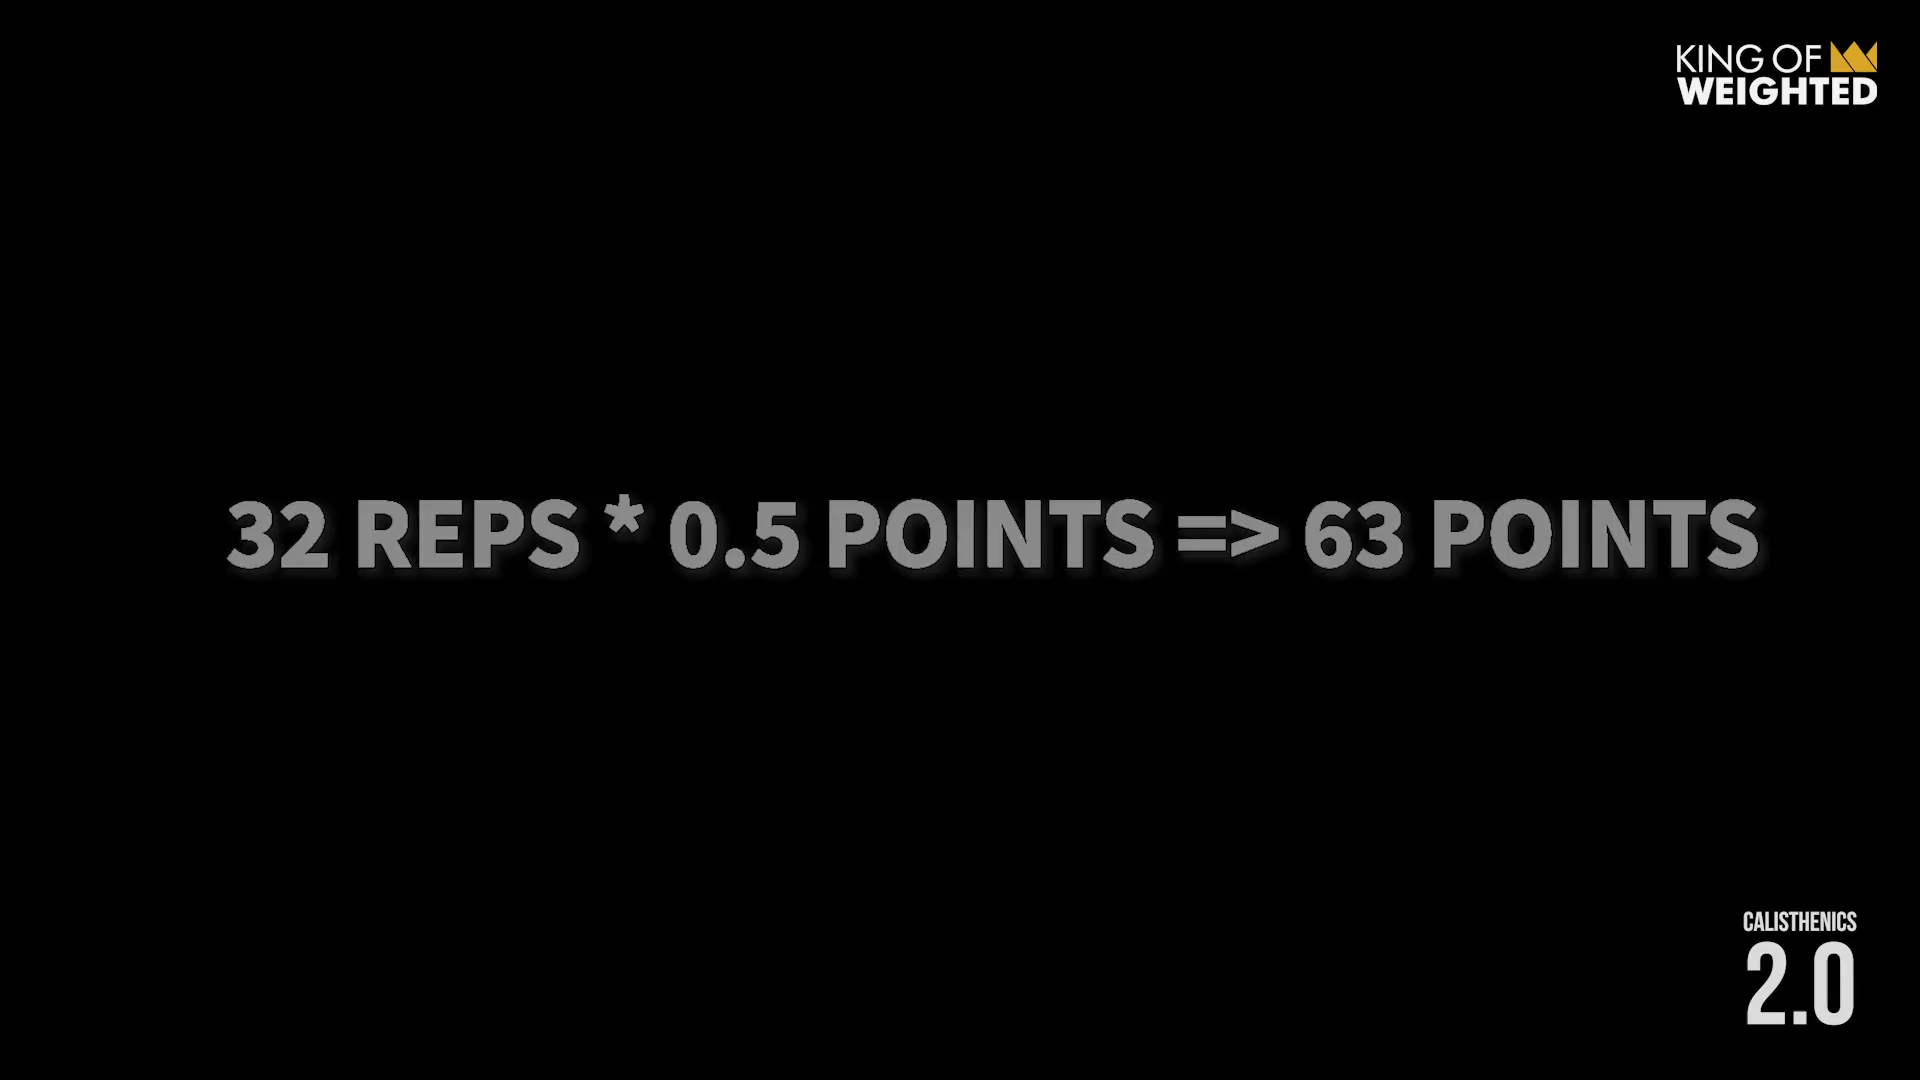 KING OF
WEIGHTED
32 REPS * 0.5 POINTS => 63 POINTS
CALISTHENICS
2.0